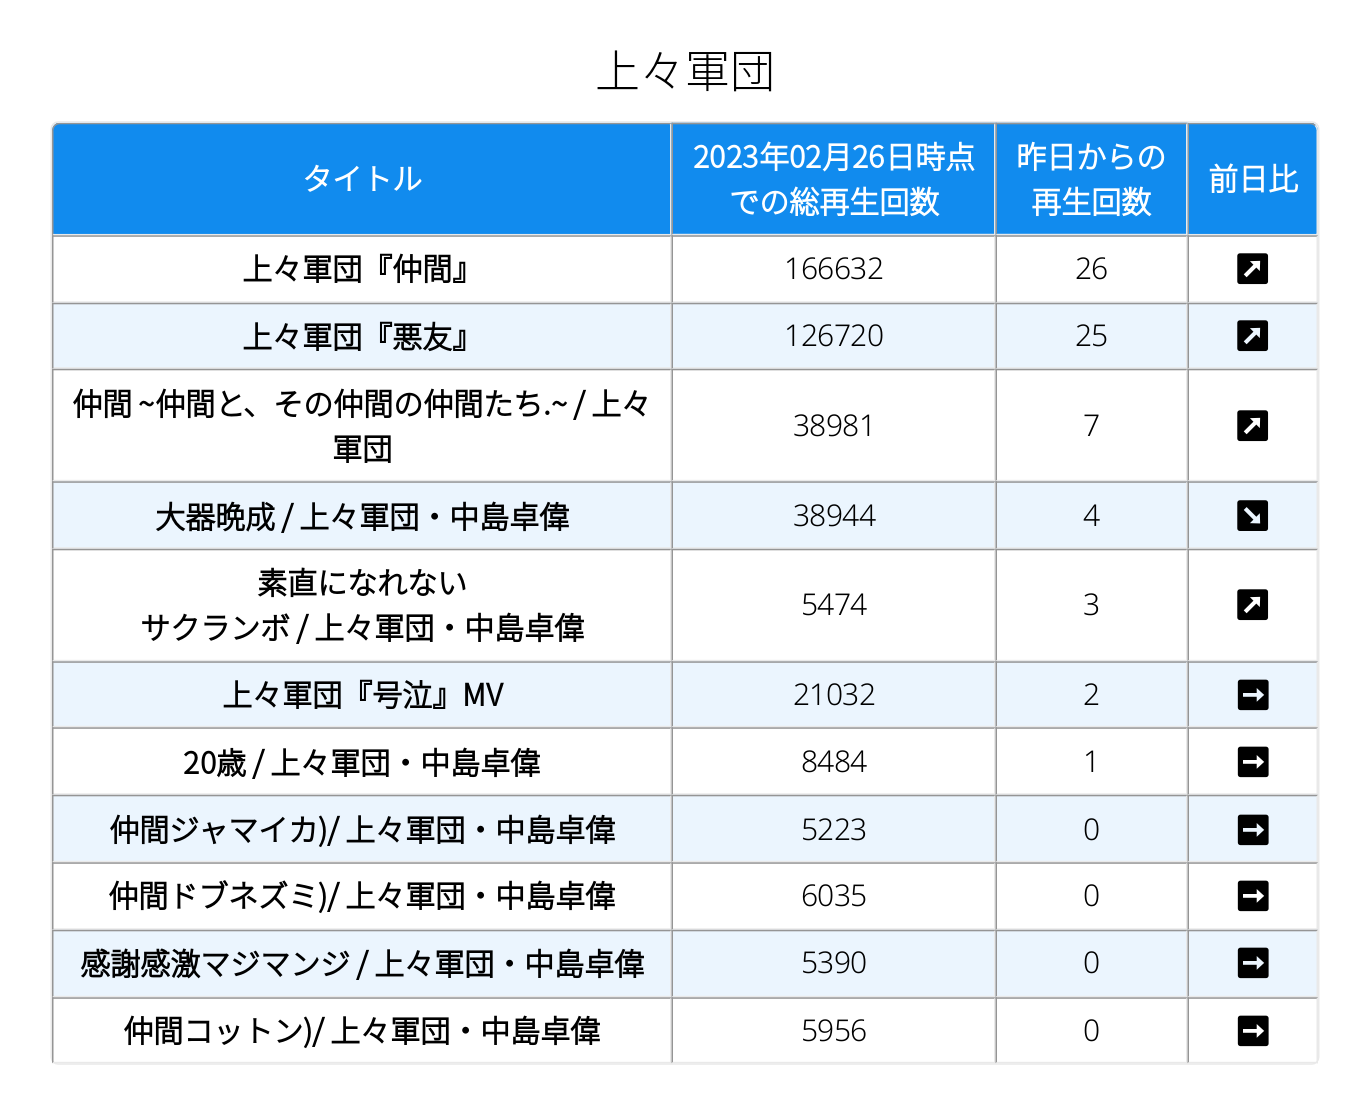 上々軍団
タイトル
2023年02月26日時点
での総再生回数
昨日からの
再生回数
前日比
上々軍団『仲間』
166632
26
上々軍団『悪友』
126720
25
仲間 ~仲間と、その仲間の仲間たち.~ / 上々
軍団
38981
7
大器晩成 / 上々軍団・中島卓偉
38944
4
素直になれない
サクランボ / 上々軍団・中島卓偉
5474
3
上々軍団『号泣』MV
21032
2
20歳 / 上々軍団・中島卓偉
8484
1
仲間ジャマイカ)/ 上々軍団・中島卓偉
5223
0
仲間ドブネズミ)/ 上々軍団・中島卓偉
6035
0
感謝感激マジマンジ / 上々軍団・中島卓偉
5390
0
仲間コットン)/ 上々軍団・中島卓偉
5956
0